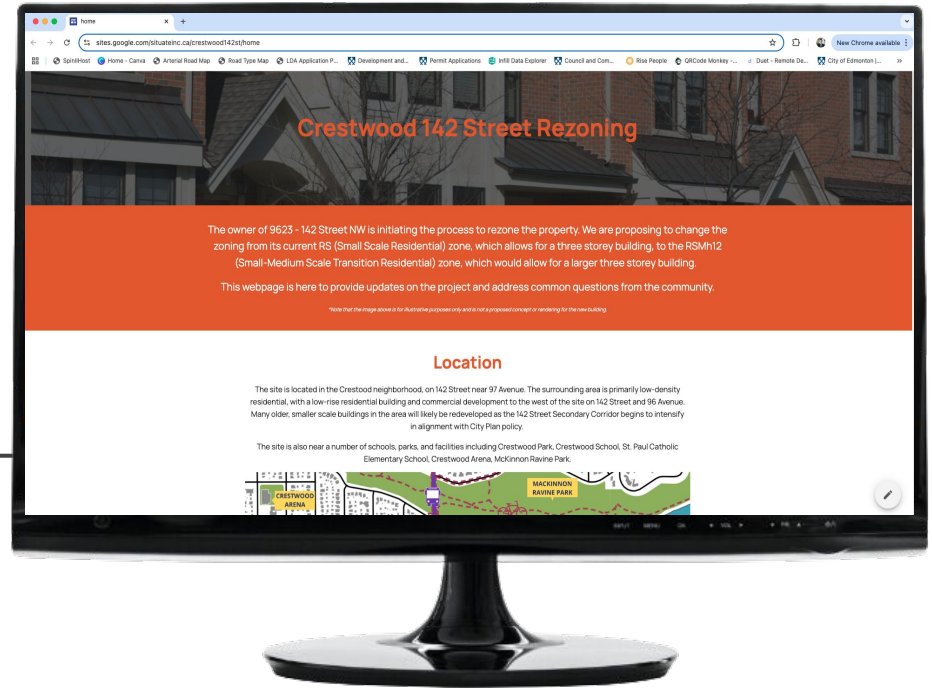 home
sites.google.com/situateinc.ca/crestwood142st/home
New Chrome available
SpinliHost Home - Canva Arterial Road Map Road Type Map LDA Application P... Development and... Permit Applications Infill Data Explorer Council and Com... Rise People QRCode Monkey -... Duet - Remote De... City of Edmonton |...
Crestwood 142 Street Rezoning
The owner of 9623 - 142 Street NW is initiating the process to rezone the property. We are proposing to change the
zoning from its current RS (Small Scale Residential) zone, which allows for a three storey building, to the RSMh12
(Small-Medium Scale Transition Residential) zone, which would allow for a larger three storey building.
This webpage is here to provide updates on the project and address common questions from the community.
*Note that the image above is for illustrative purposes only and is not a proposed concept or rendering for the new building.
Location
The site is located in the Crestood neighborhood, on 142 Street near 97 Avenue. The surrounding area is primarily low-density
residential, with a low-rise residential building and commercial development to the west of the site on 142 Street and 96 Avenue.
Many older, smaller scale buildings in the area will likely be redeveloped as the 142 Street Secondary Corridor begins to intensify
in alignment with City Plan policy.
The site is also near a number of schools, parks, and facilities including Crestwood Park, Crestwood School, St. Paul Catholic
Elementary School, Crestwood Arena, McKinnon Ravine Park.
CRESTWOOD
ARENA
MACKINNON
RAVINE PARK
INPUT MENU OK VOL